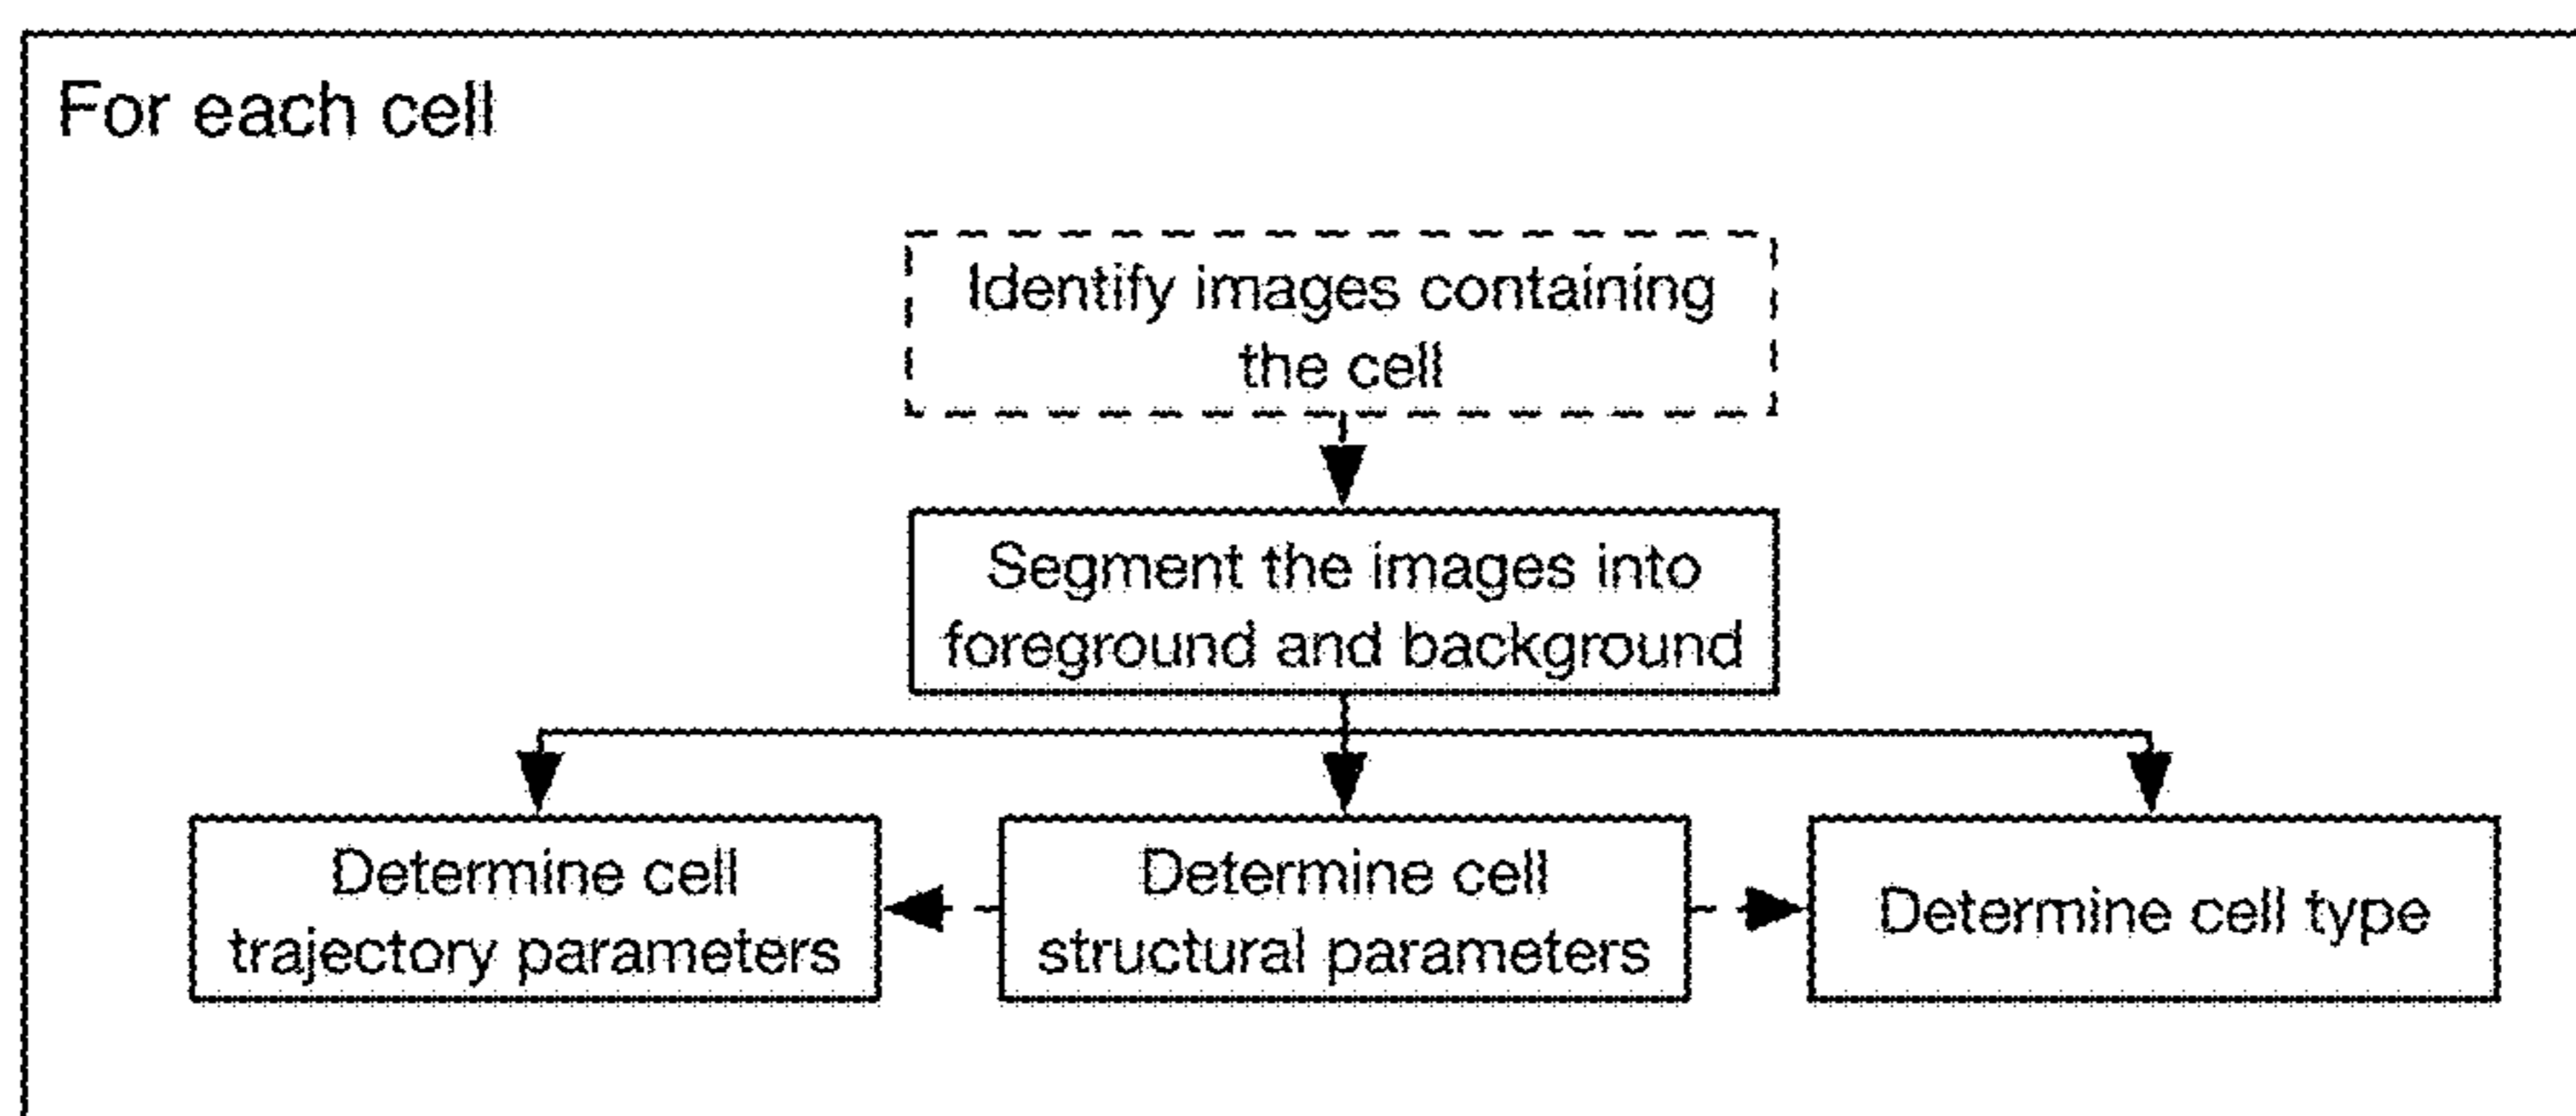 For each cell
Identify images containing
the cell
Segment the images into
foreground and background
Determine cell
trajectory parameters
Determine cell
structural parameters
Determine cell type